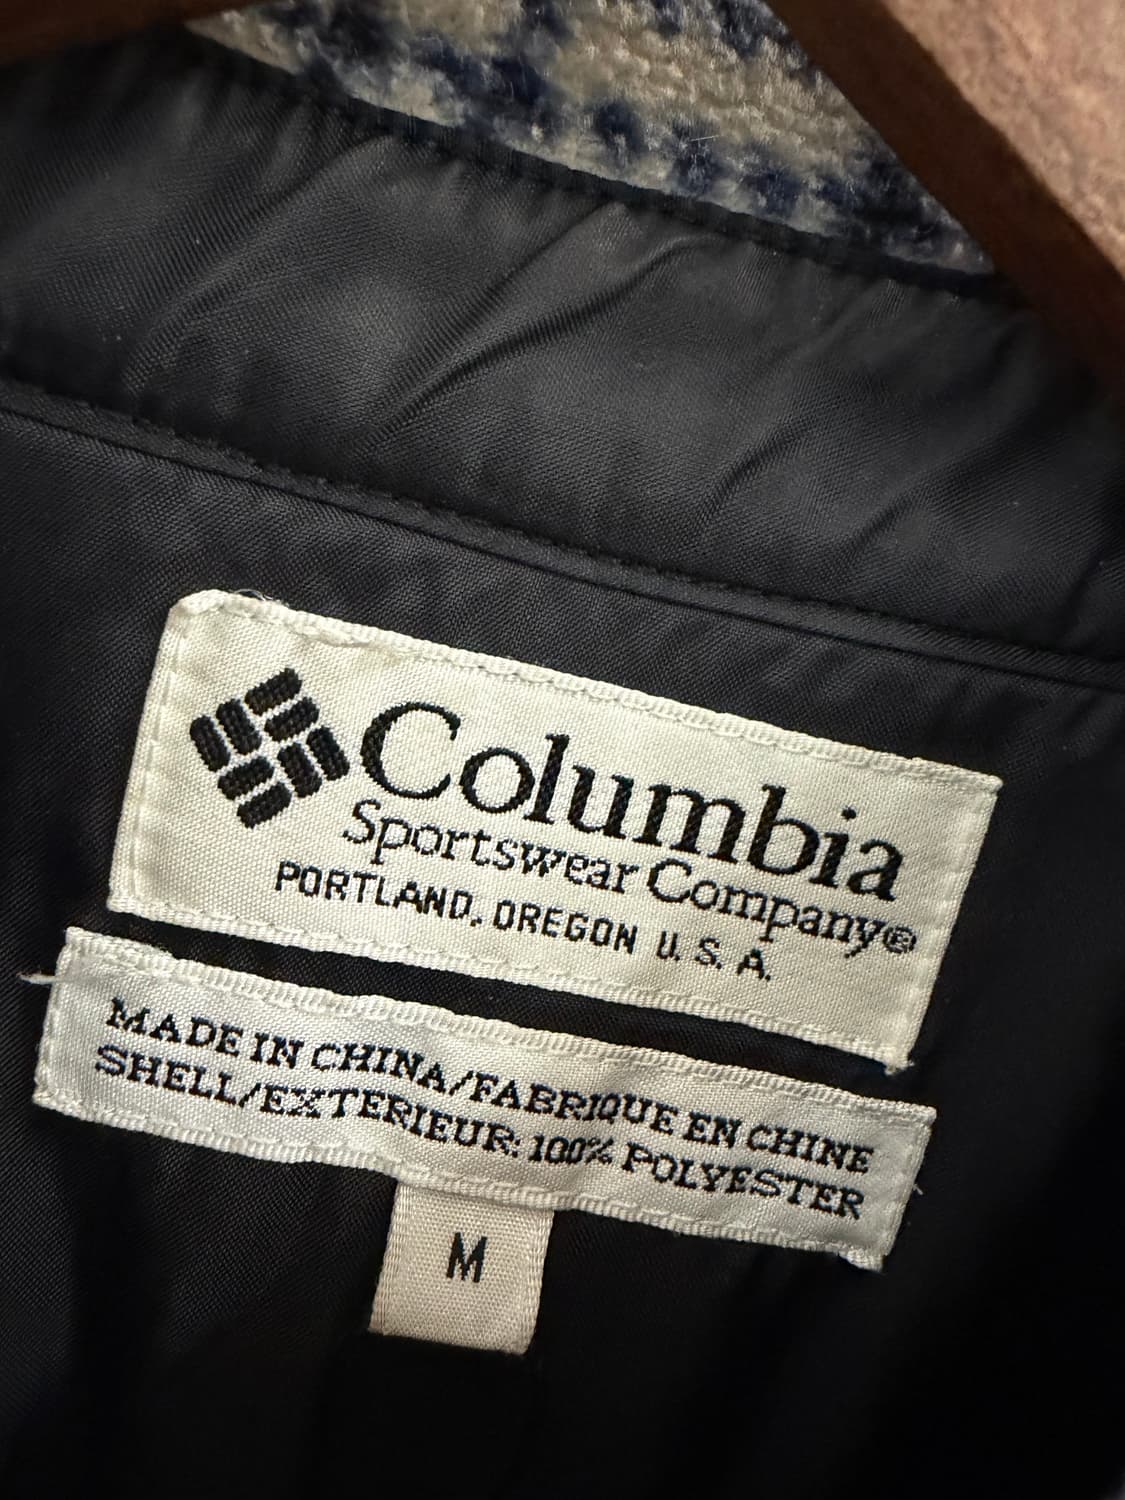 Columbia
Sportswear Company®
PORTLAND, OREGON U.S.A.
MADE IN CHINA/FABRIQUE EN CHINE
SHELL/EXTERIEUR: 100% POLYESTER
M